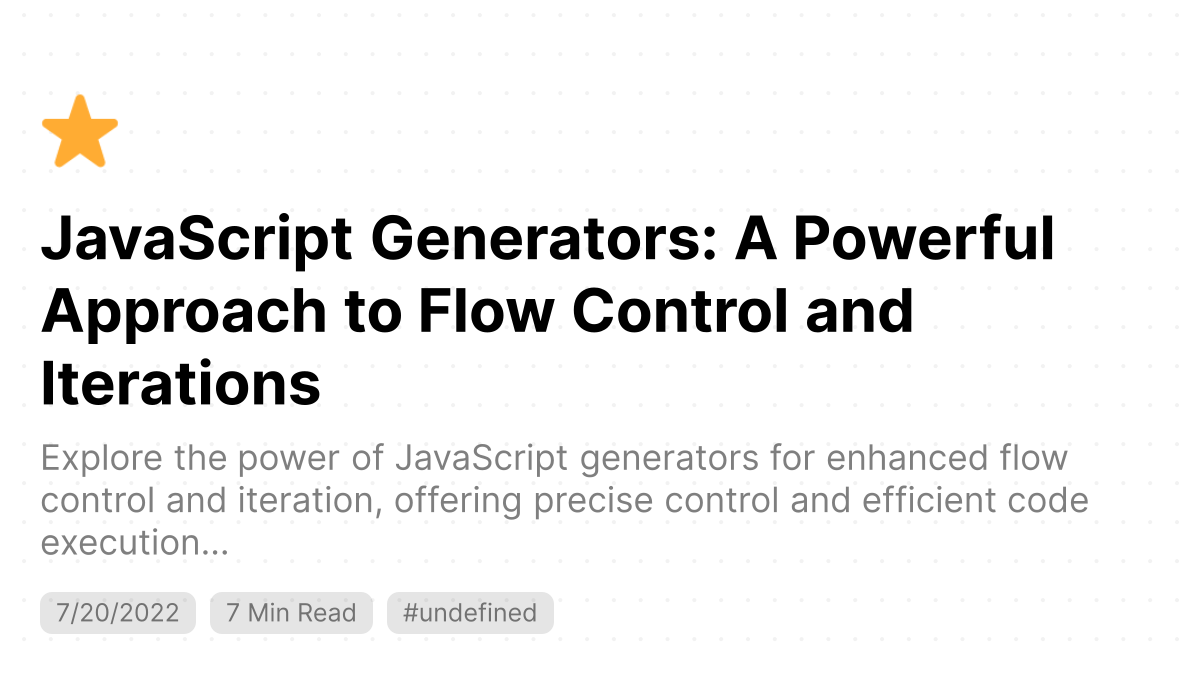 JavaScript Generators: A Powerful
Approach to Flow Control and
Iterations
Explore the power of JavaScript generators for enhanced flow
control and iteration, offering precise control and efficient code
execution...
7/20/2022 7 Min Read #undefined